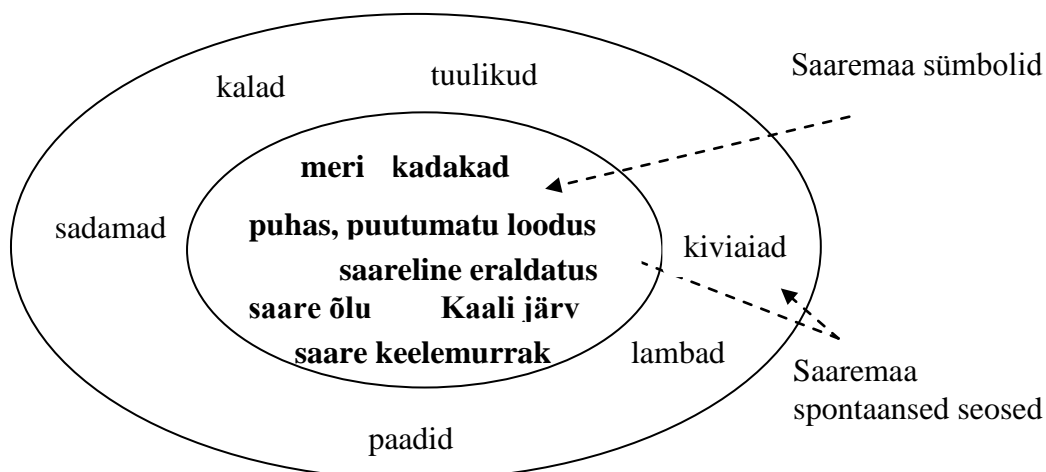 tuulikud
kalad
Saaremaa sümbolid
meri kadakad
sadamad
puhas, puutumatu loodus
kiviaiad
saareline eraldatus
saare õlu Kaali järv
saare keelemurrak
lambad
Saaremaa
spontaansed seosed
paadid